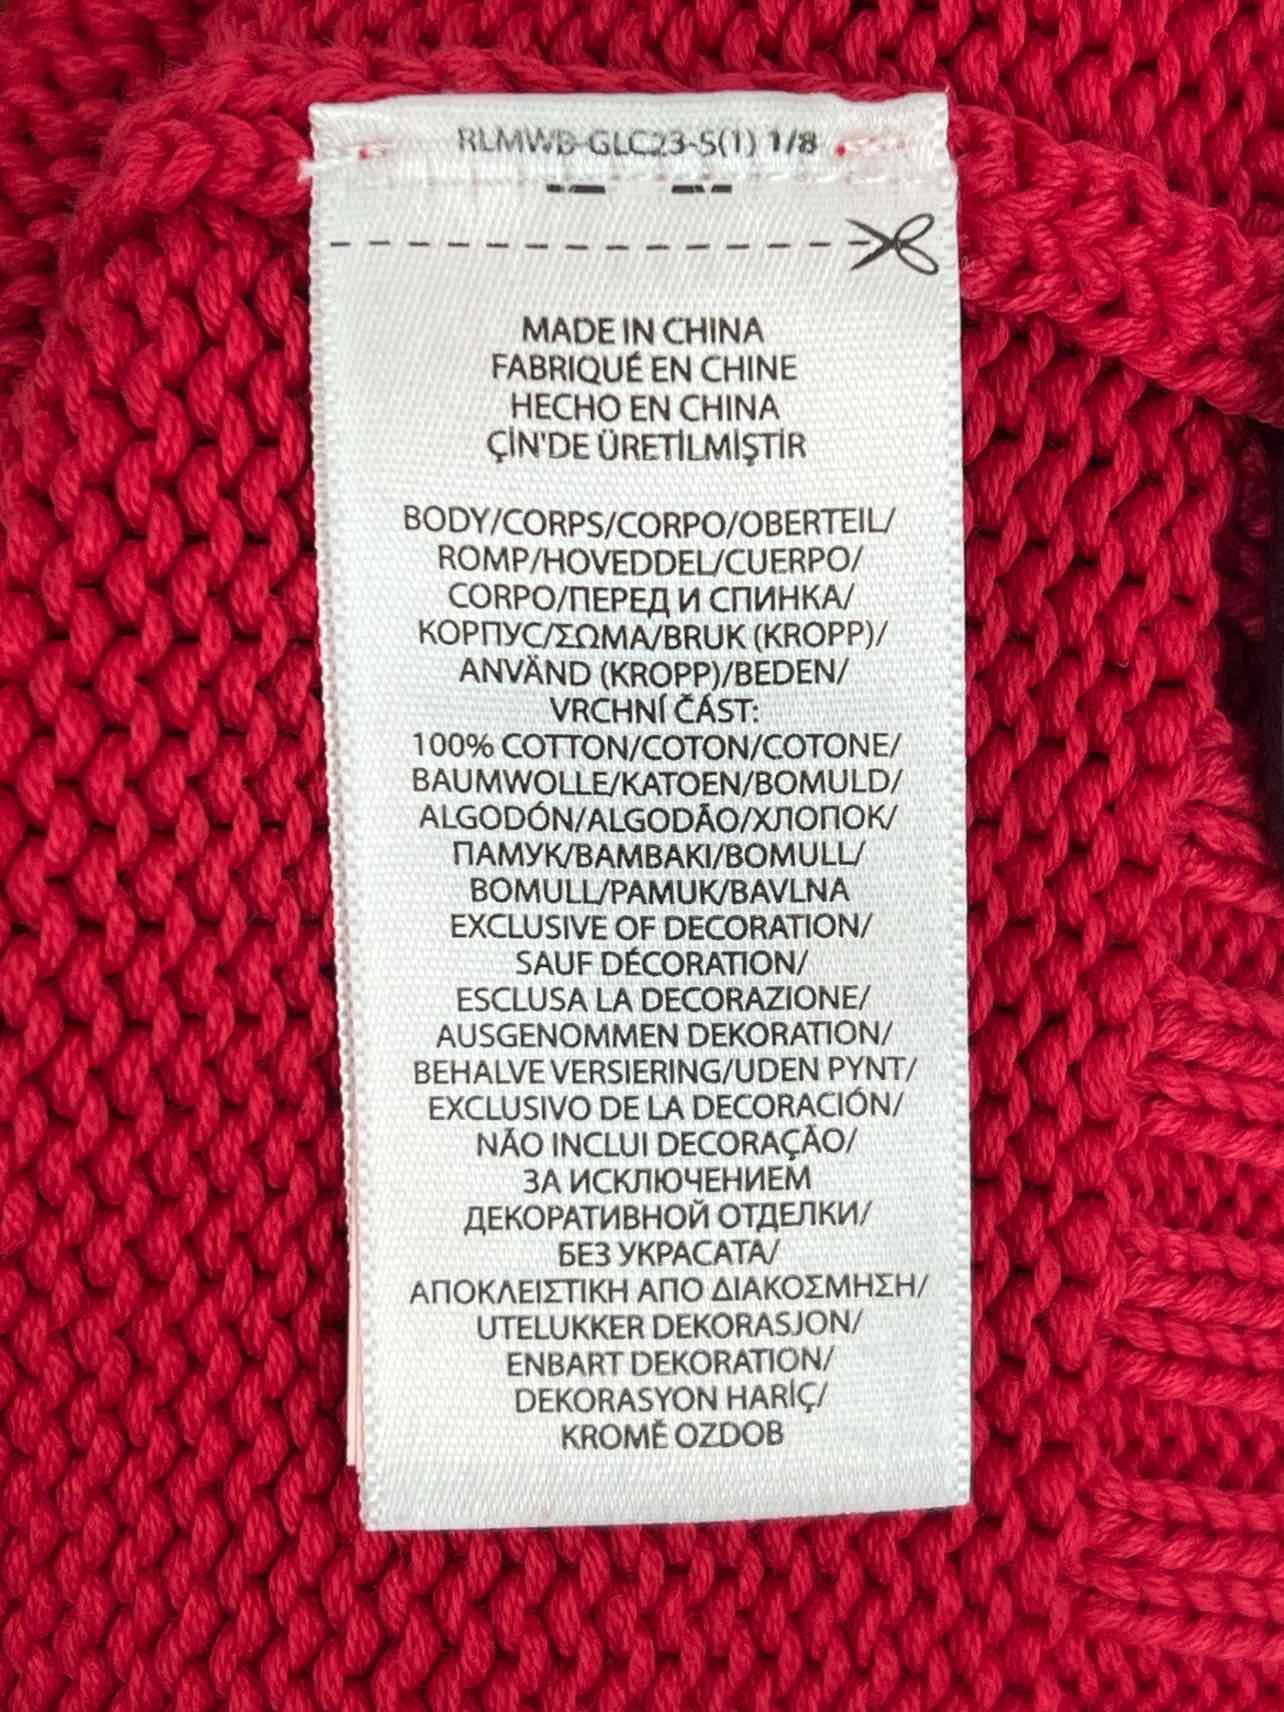 RLMWB-GLC23-S(1) 1/8
MADE IN CHINA
FABRIQUÉ EN CHINE
HECHO EN CHINA
ÇİN'DE ÜRETİLMİŞTİR
BODY/CORPS/CORPO/OBERTEIL/
ROMP/HOVEDDEL/CUERPO/
CORPO/ПЕРЕД И СПИНКА/
КОРПУС/ΣΩΜΑ/BRUK (KROPP)/
ANVÄND (KROPP)/BEDEN/
VRCHNÍ ČÁST:
100% COTTON/COTON/COTONE/
BAUMWOLLE/KATOEN/BOMULD/
ALGODÓN/ALGODÃO/ХЛОПОК/
ПАМУК/ΒΑΜΒΑΚΙ/BOMULL/
BOMULL/PAMUK/BAVLNA
EXCLUSIVE OF DECORATION/
SAUF DÉCORATION/
ESCLUSA LA DECORAZIONE/
AUSGENOMMEN DEKORATION/
BEHALVE VERSIERING/UDEN PYNT/
EXCLUSIVO DE LA DECORACIÓN/
NÃO INCLUI DECORAÇÃO/
ЗА ИСКЛЮЧЕНИЕМ
ДЕКОРАТИВНОЙ ОТДЕЛКИ/
БЕЗ УКРАСАТА/
ΑΠΟΚΛΕΙΣΤΙΚΗ ΑΠΟ ΔΙΑΚΟΣΜΗΣΗ/
UTELUKKER DEKORASJON/
ENBART DEKORATION/
DEKORASYON HARİÇ/
KROMĚ OZDOB